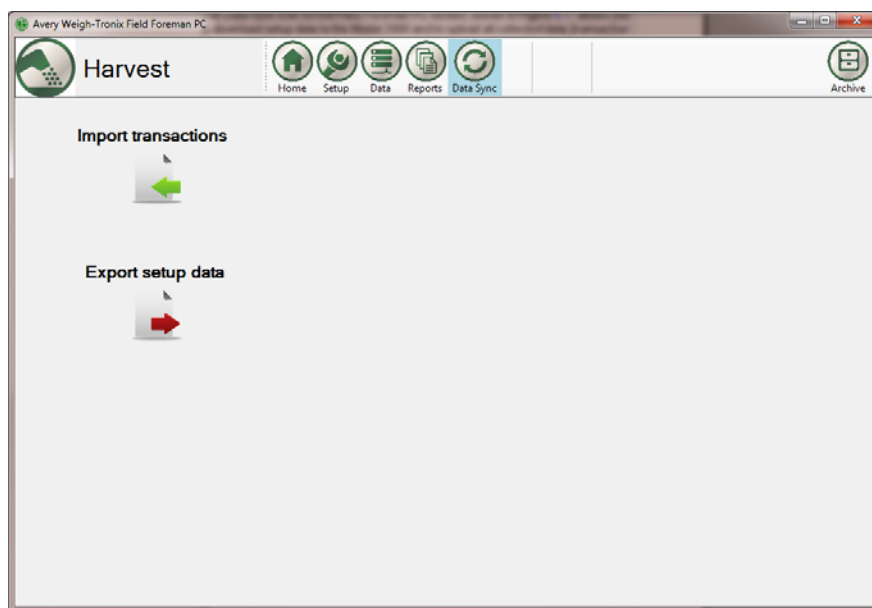 Avery Weigh-Tronix Field Foreman PC
Harvest
Home Setup Data Reports Data Sync Archive
Import transactions
Export setup data